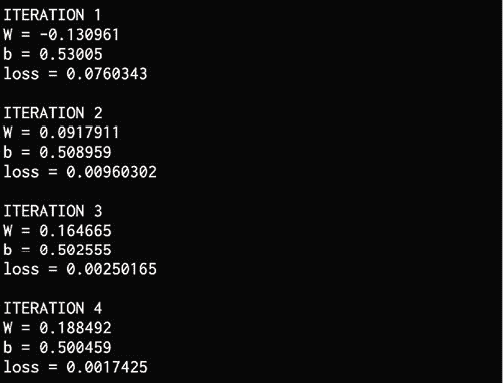 ITERATION 1
W = -0.130961
b = 0.53005
loss = 0.0760343
ITERATION 2
W = 0.0917911
b = 0.508959
loss = 0.00960302
ITERATION 3
W = 0.164665
b = 0.502555
loss = 0.00250165
ITERATION 4
W = 0.188492
b = 0.500459
loss = 0.0017425